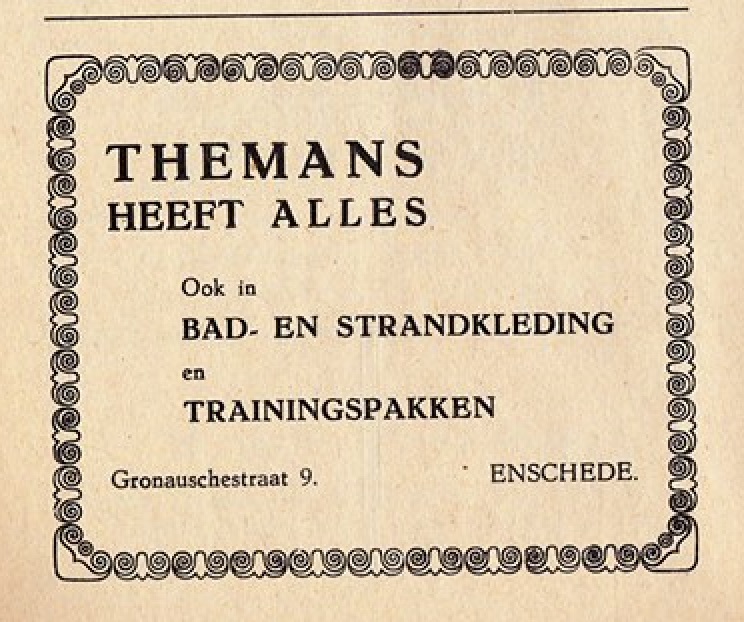 THEMANS
HEEFT ALLES
Ook in
BAD- EN STRANDKLEDING
en
TRAININGSPAKKEN
Gronauschestraat 9. ENSCHEDE.